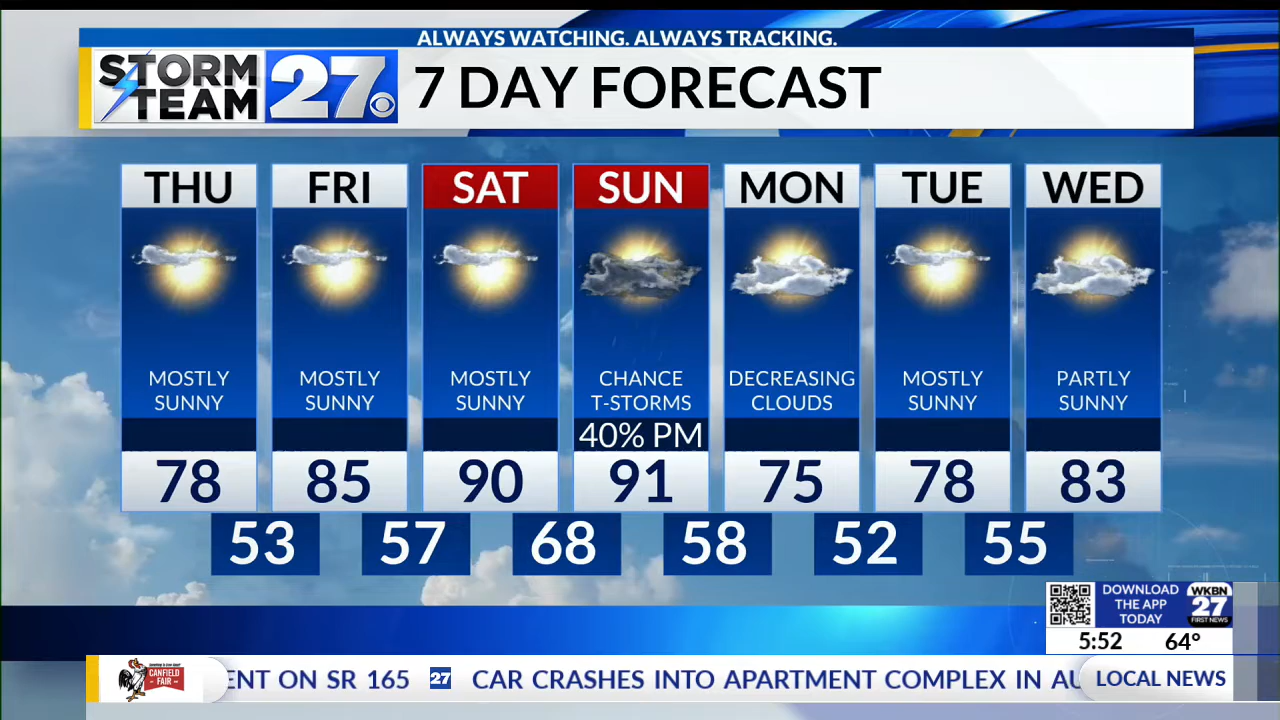 ALWAYS WATCHING. ALWAYS TRACKING.
STORM
TEAM
27
7 DAY FORECAST
THU
FRI
SAT
SUN
MON
TUE
WED
MOSTLY
SUNNY
MOSTLY
SUNNY
MOSTLY
SUNNY
CHANCE
T-STORMS
DECREASING
CLOUDS
MOSTLY
SUNNY
PARTLY
SUNNY
40% PM
78
85
90
91
75
78
83
53
57
68
58
52
55
DOWNLOAD
THE APP
TODAY
WKBN
27
FIRST NEWS
5:52 64°
CANFIELD
FAIR
ENT ON SR 165 27 CAR CRASHES INTO APARTMENT COMPLEX IN AU
LOCAL NEWS